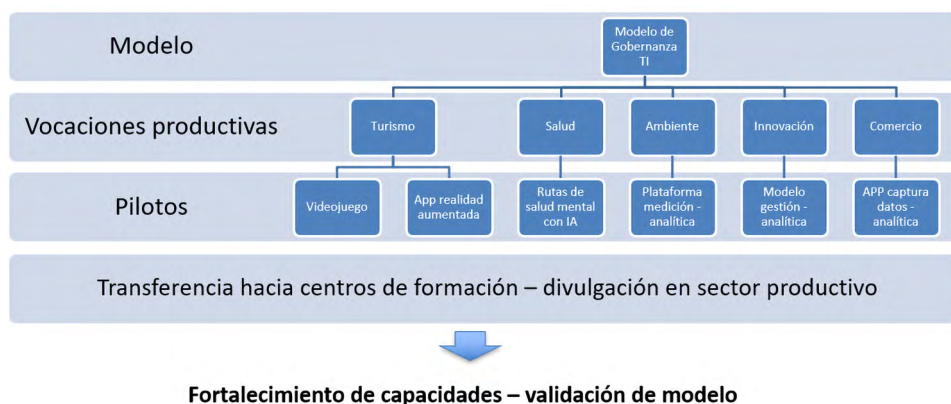 Modelo
Modelo de
Gobernanza
TI
Vocaciones productivas
Turismo
Salud
Ambiente
Innovación
Comercio
Pilotos
Videojuego
App realidad
aumentada
Rutas de
salud mental
con IA
Plataforma
medición -
analítica
Modelo
gestión -
analítica
APP captura
datos -
analítica
Transferencia hacia centros de formación – divulgación en sector productivo
Fortalecimiento de capacidades – validación de modelo